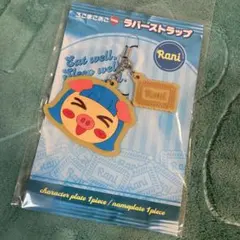 ラバーストラップ
Rani
Eat well,
Sleep well,
Rani
character plate 1piece / nameplate 1piece